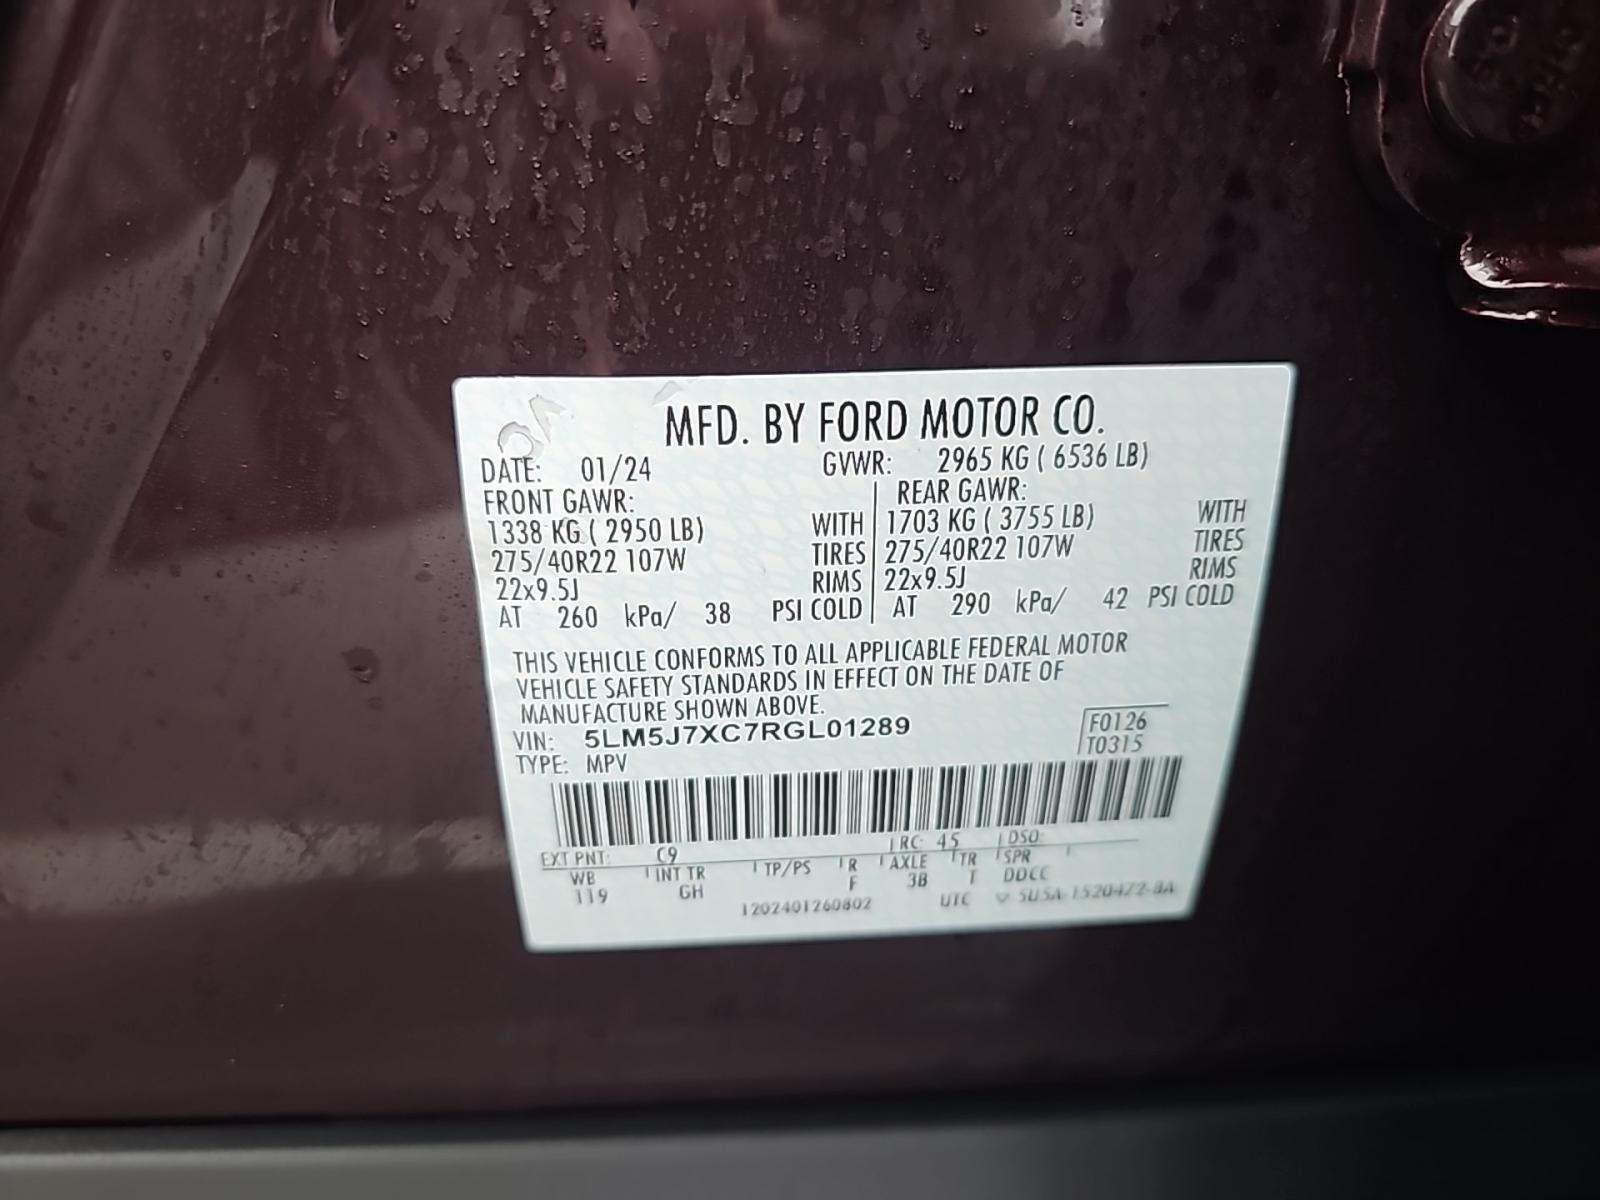 MFD. BY FORD MOTOR CO.
DATE: 01/24 GVWR: 2965 KG ( 6536 LB)
FRONT GAWR: REAR GAWR:
1338 KG ( 2950 LB) WITH 1703 KG ( 3755 LB) WITH
275/40R22 107W TIRES 275/40R22 107W TIRES
22x9.5J RIMS 22x9.5J RIMS
AT 260 kPa/ 38 PSI COLD AT 290 kPa/ 42 PSI COLD
THIS VEHICLE CONFORMS TO ALL APPLICABLE FEDERAL MOTOR
VEHICLE SAFETY STANDARDS IN EFFECT ON THE DATE OF
MANUFACTURE SHOWN ABOVE.
VIN: 5LM5J7XC7RGL01289 F0126
TYPE: MPV T0315
EXT PNT: C9 RC: 45 DSO:
WB INT TR TP/PS R AXLE TR SPR
119 GH F 3B T DDCC
1202401260802 UTC